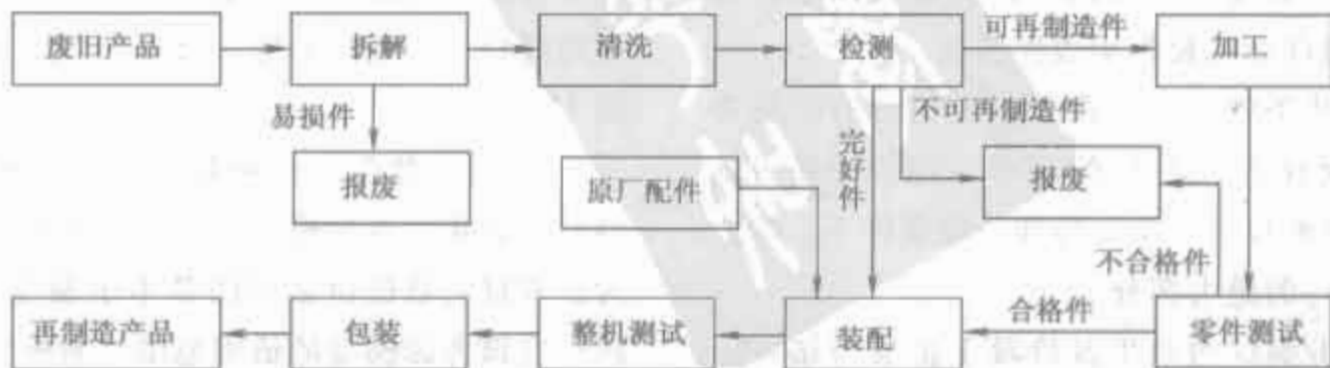 废旧产品
拆解
清洗
检测
可再制造件
加工
易损件
完好件
不可再制造件
报废
原厂配件
报废
不合格件
再制造产品
包装
整机测试
装配
合格件
零件测试